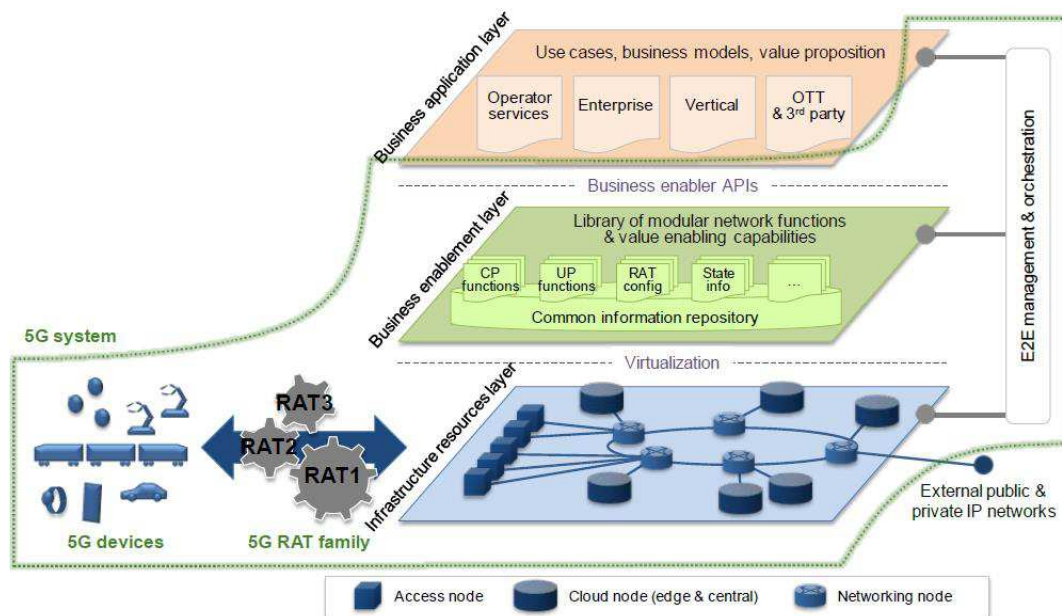 Business application layer
Use cases, business models, value proposition
Operator
services
Enterprise
Vertical
OTT
& 3rd party
Business enabler APIs
Business enablement layer
Library of modular network functions
& value enabling capabilities
CP
functions
UP
functions
RAT
config
State
info
...
Common information repository
E2E management & orchestration
Virtualization
5G system
Infrastructure resources layer
RAT3
RAT2
RAT1
5G devices
5G RAT family
External public &
private IP networks
Access node
Cloud node (edge & central)
Networking node